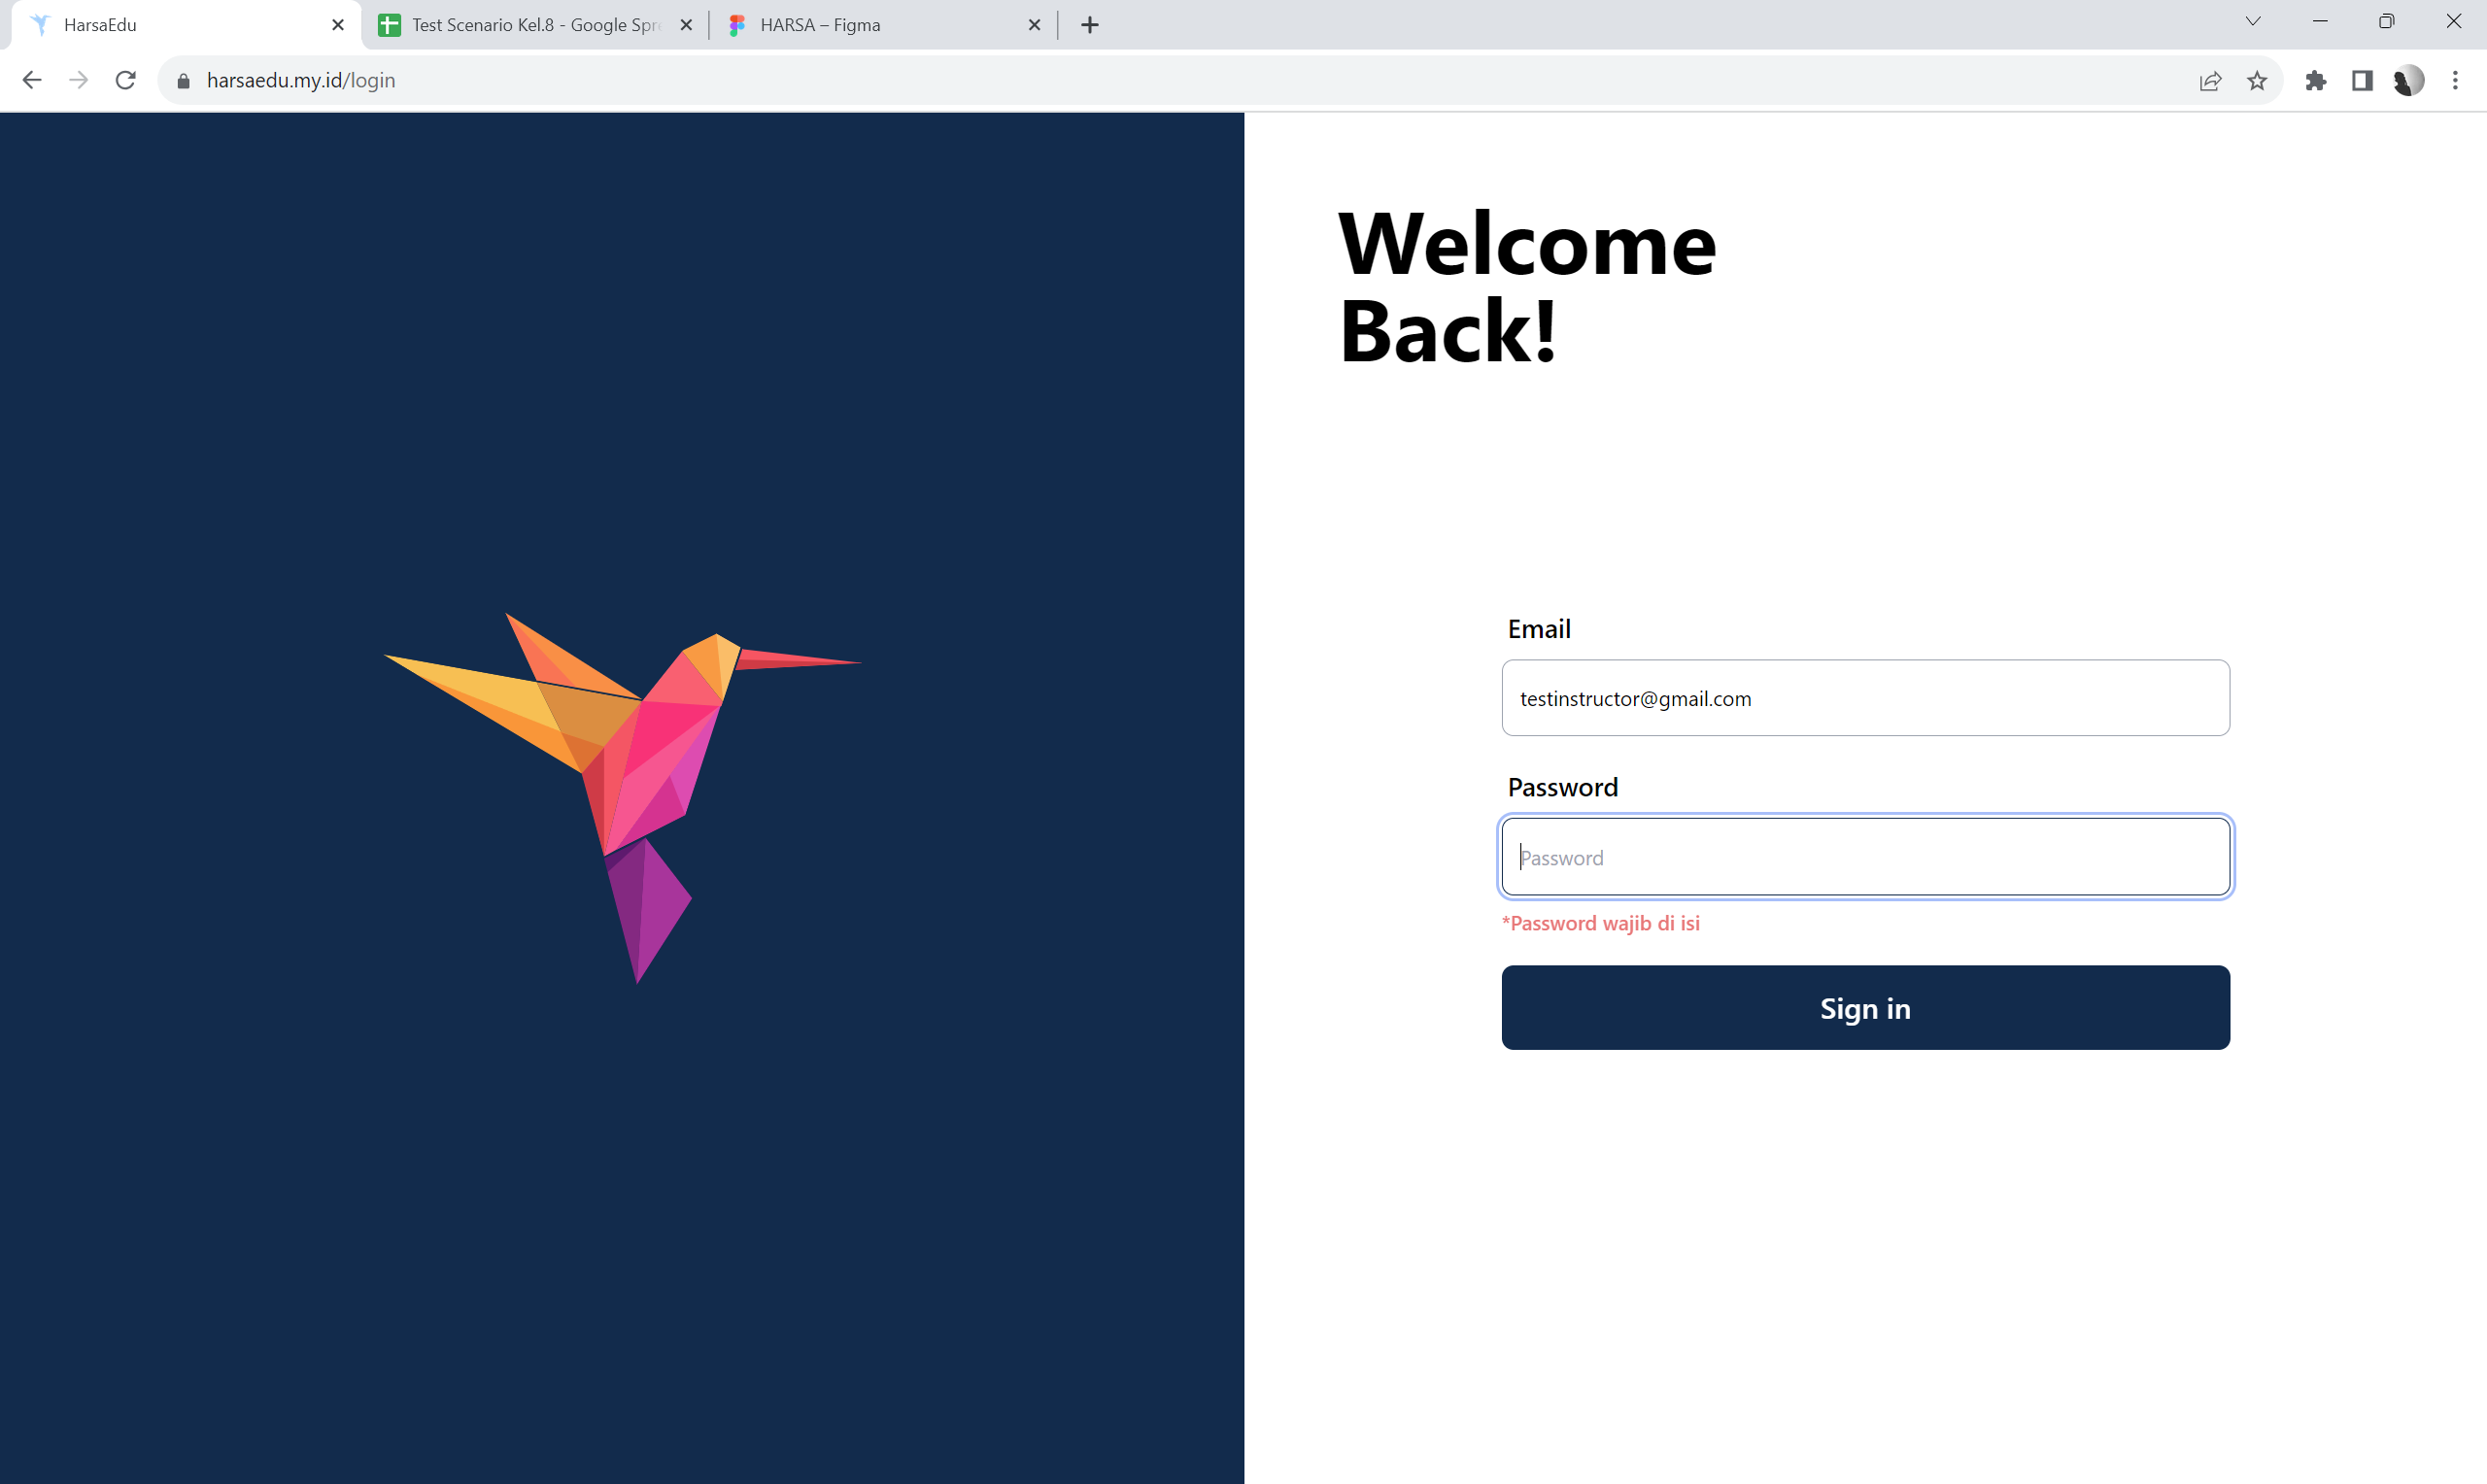 HarsaEdu
Test Scenario Kel.8 - Google Spre
HARSA – Figma
harsaedu.my.id/login
Welcome
Back!
Email
testinstructor@gmail.com
Password
Password
*Password wajib di isi
Sign in